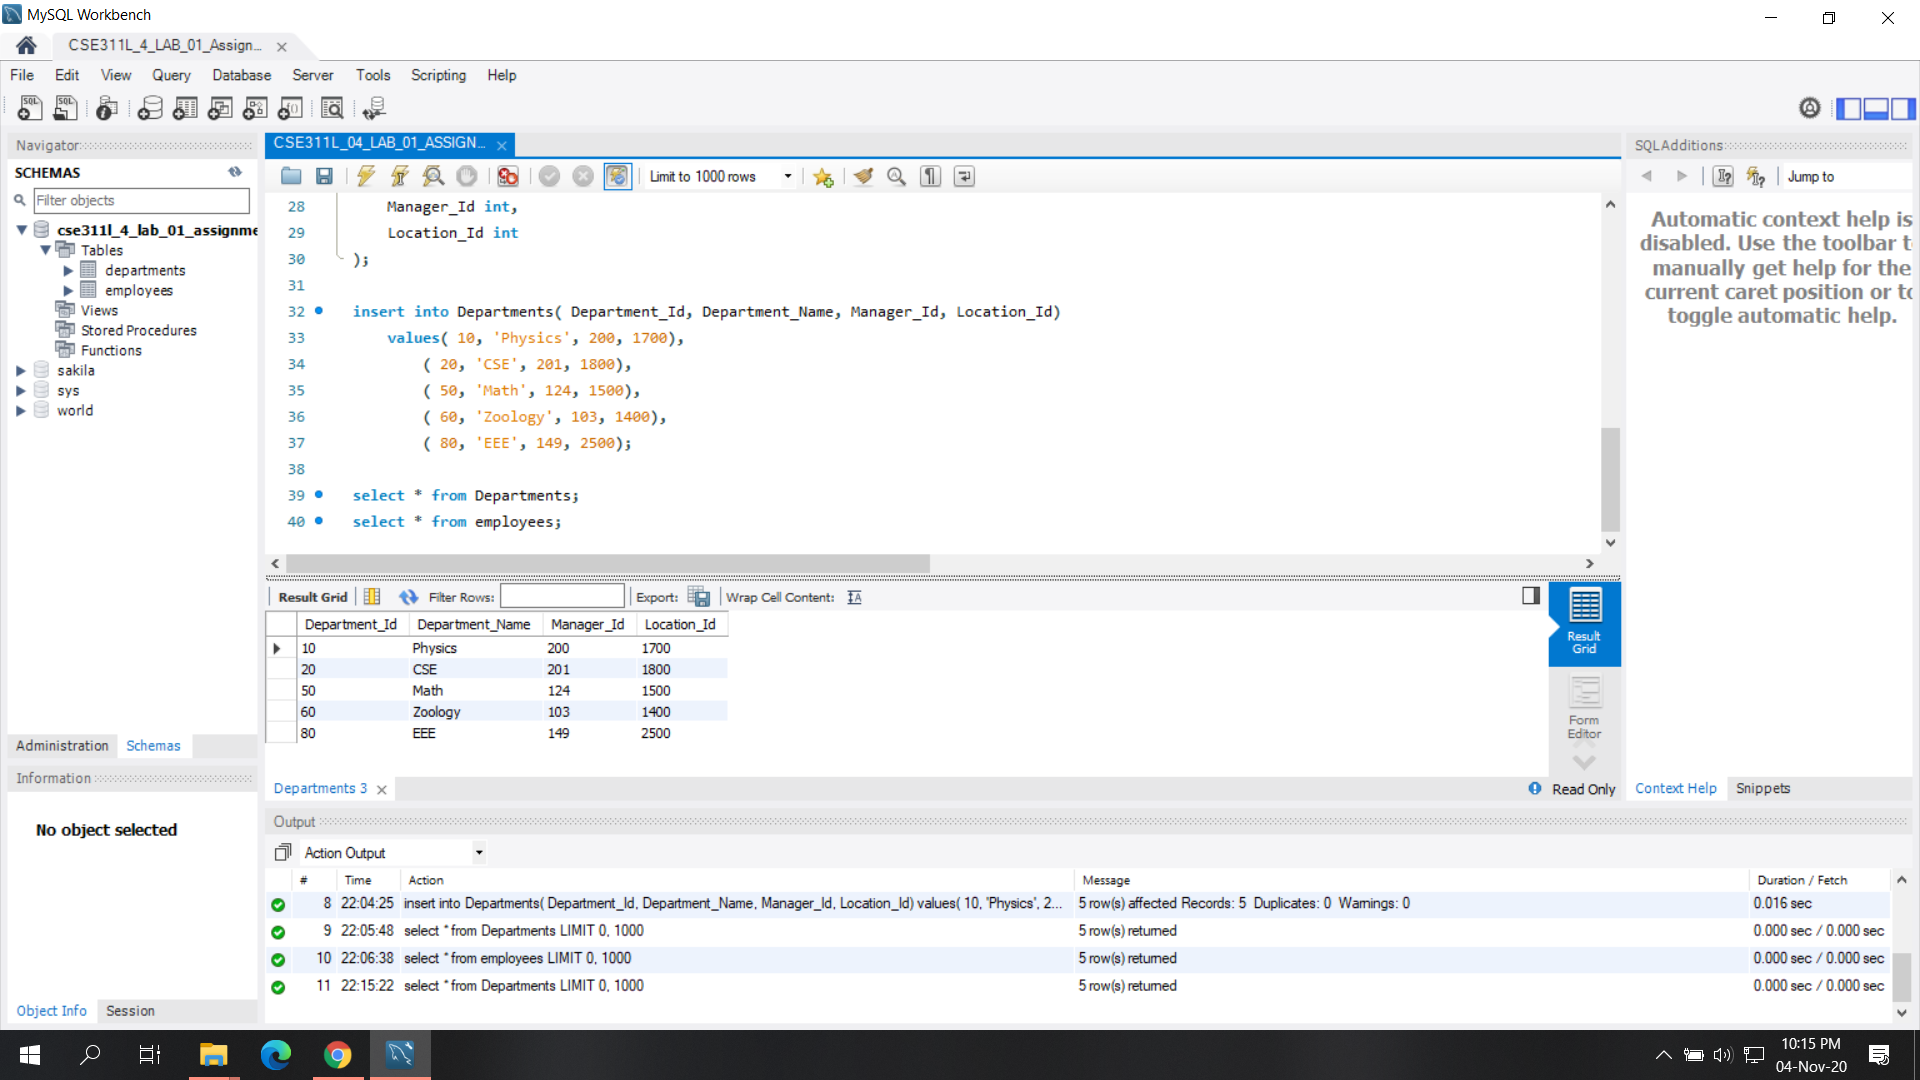 MySQL Workbench
CSE311L_4_LAB_01_Assign...
File Edit View Query Database Server Tools Scripting Help
Navigator
SCHEMAS
Filter objects
cse311l_4_lab_01_assignme
Tables
departments
employees
Views
Stored Procedures
Functions
sakila
sys
world
Administration Schemas
Information
No object selected
Object Info Session
CSE311L_04_LAB_01_ASSIGN...
Limit to 1000 rows
28 Manager_Id int,
29 Location_Id int
30 );
31
32 insert into Departments( Department_Id, Department_Name, Manager_Id, Location_Id)
33 values( 10, 'Physics', 200, 1700),
34 ( 20, 'CSE', 201, 1800),
35 ( 50, 'Math', 124, 1500),
36 ( 60, 'Zoology', 103, 1400),
37 ( 80, 'EEE', 149, 2500);
38
39 select * from Departments;
40 select * from employees;
Result Grid Filter Rows: Export: Wrap Cell Content:
Department_Id Department_Name Manager_Id Location_Id
10 Physics 200 1700
20 CSE 201 1800
50 Math 124 1500
60 Zoology 103 1400
80 EEE 149 2500
Result
Grid
Form
Editor
Departments 3
Read Only
SQLAdditions
Jump to
Automatic context help is
disabled. Use the toolbar t
manually get help for the
current caret position or to
toggle automatic help.
Context Help Snippets
Output
Action Output
# Time Action Message Duration / Fetch
8 22:04:25 insert into Departments( Department_Id, Department_Name, Manager_Id, Location_Id) values( 10, 'Physics', 2... 5 row(s) affected Records: 5 Duplicates: 0 Warnings: 0 0.016 sec
9 22:05:48 select * from Departments LIMIT 0, 1000 5 row(s) returned 0.000 sec / 0.000 sec
10 22:06:38 select * from employees LIMIT 0, 1000 5 row(s) returned 0.000 sec / 0.000 sec
11 22:15:22 select * from Departments LIMIT 0, 1000 5 row(s) returned 0.000 sec / 0.000 sec
10:15 PM
04-Nov-20